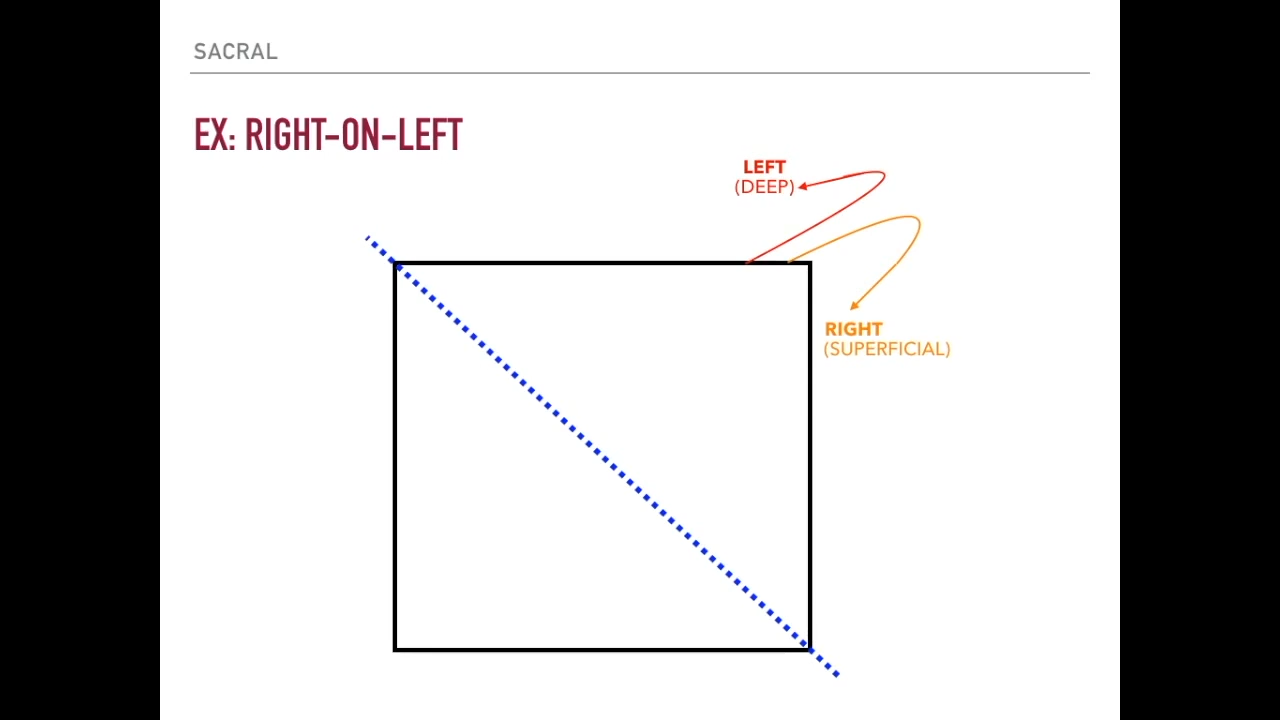 SACRAL
EX: RIGHT-ON-LEFT
LEFT
(DEEP)
RIGHT
(SUPERFICIAL)